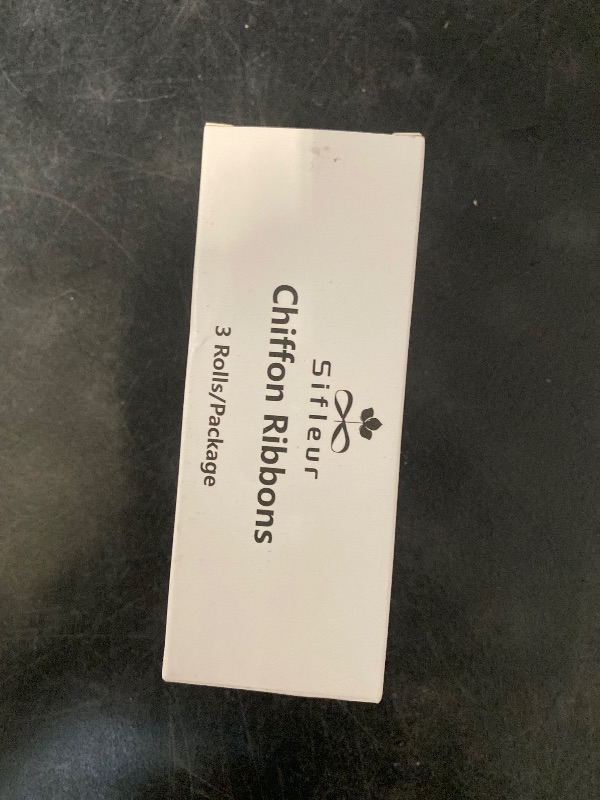 Sifleur
Chiffon Ribbons
3 Rolls/Package